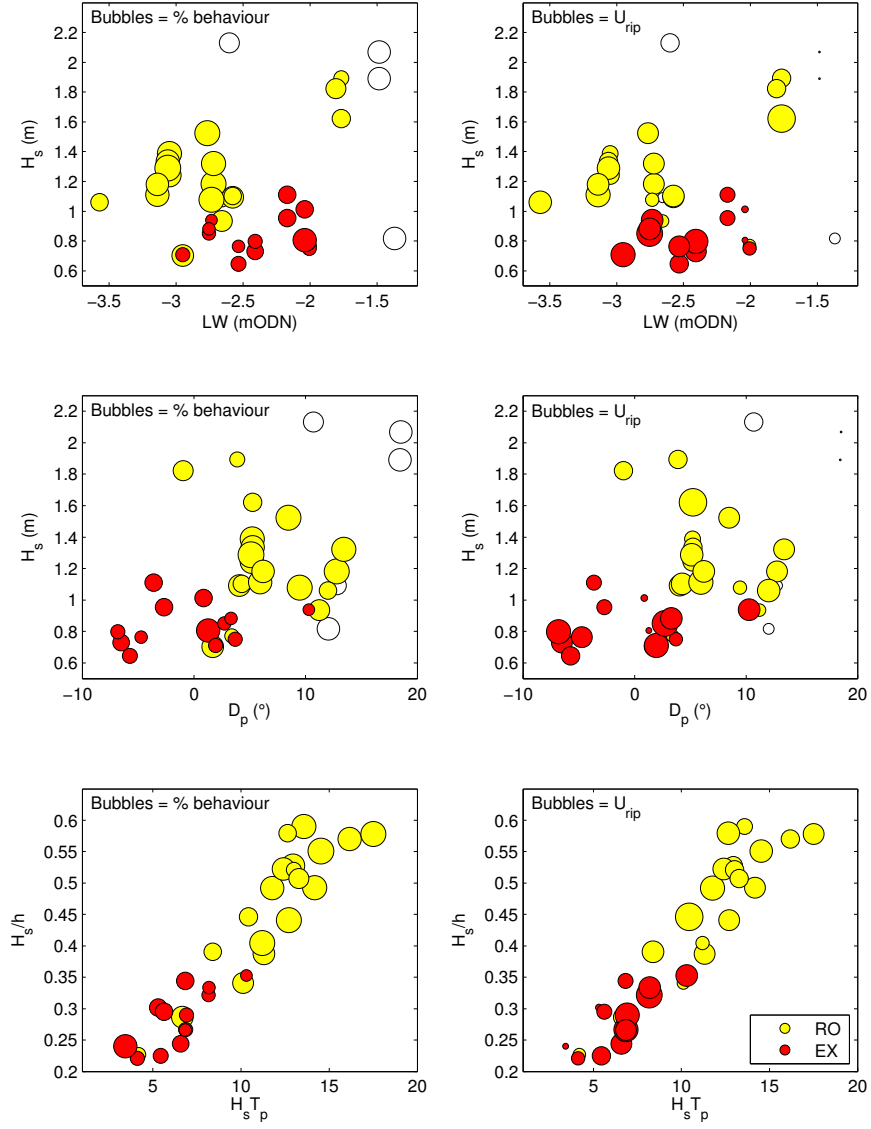 Bubbles = % behaviour
2.2
2
1.8
1.6
1.4
1.2
1
0.8
0.6
H_s (m)
−3.5 −3 −2.5 −2 −1.5
LW (mODN)
Bubbles = U_rip
2.2
2
1.8
1.6
1.4
1.2
1
0.8
0.6
H_s (m)
−3.5 −3 −2.5 −2 −1.5
LW (mODN)
Bubbles = % behaviour
2.2
2
1.8
1.6
1.4
1.2
1
0.8
0.6
H_s (m)
−10 0 10 20
D_p (°)
Bubbles = U_rip
2.2
2
1.8
1.6
1.4
1.2
1
0.8
0.6
H_s (m)
−10 0 10 20
D_p (°)
Bubbles = % behaviour
0.6
0.55
0.5
0.45
0.4
0.35
0.3
0.25
0.2
H_s/h
5 10 15 20
H_sT_p
Bubbles = U_rip
0.6
0.55
0.5
0.45
0.4
0.35
0.3
0.25
0.2
H_s/h
5 10 15 20
H_sT_p
RO
EX